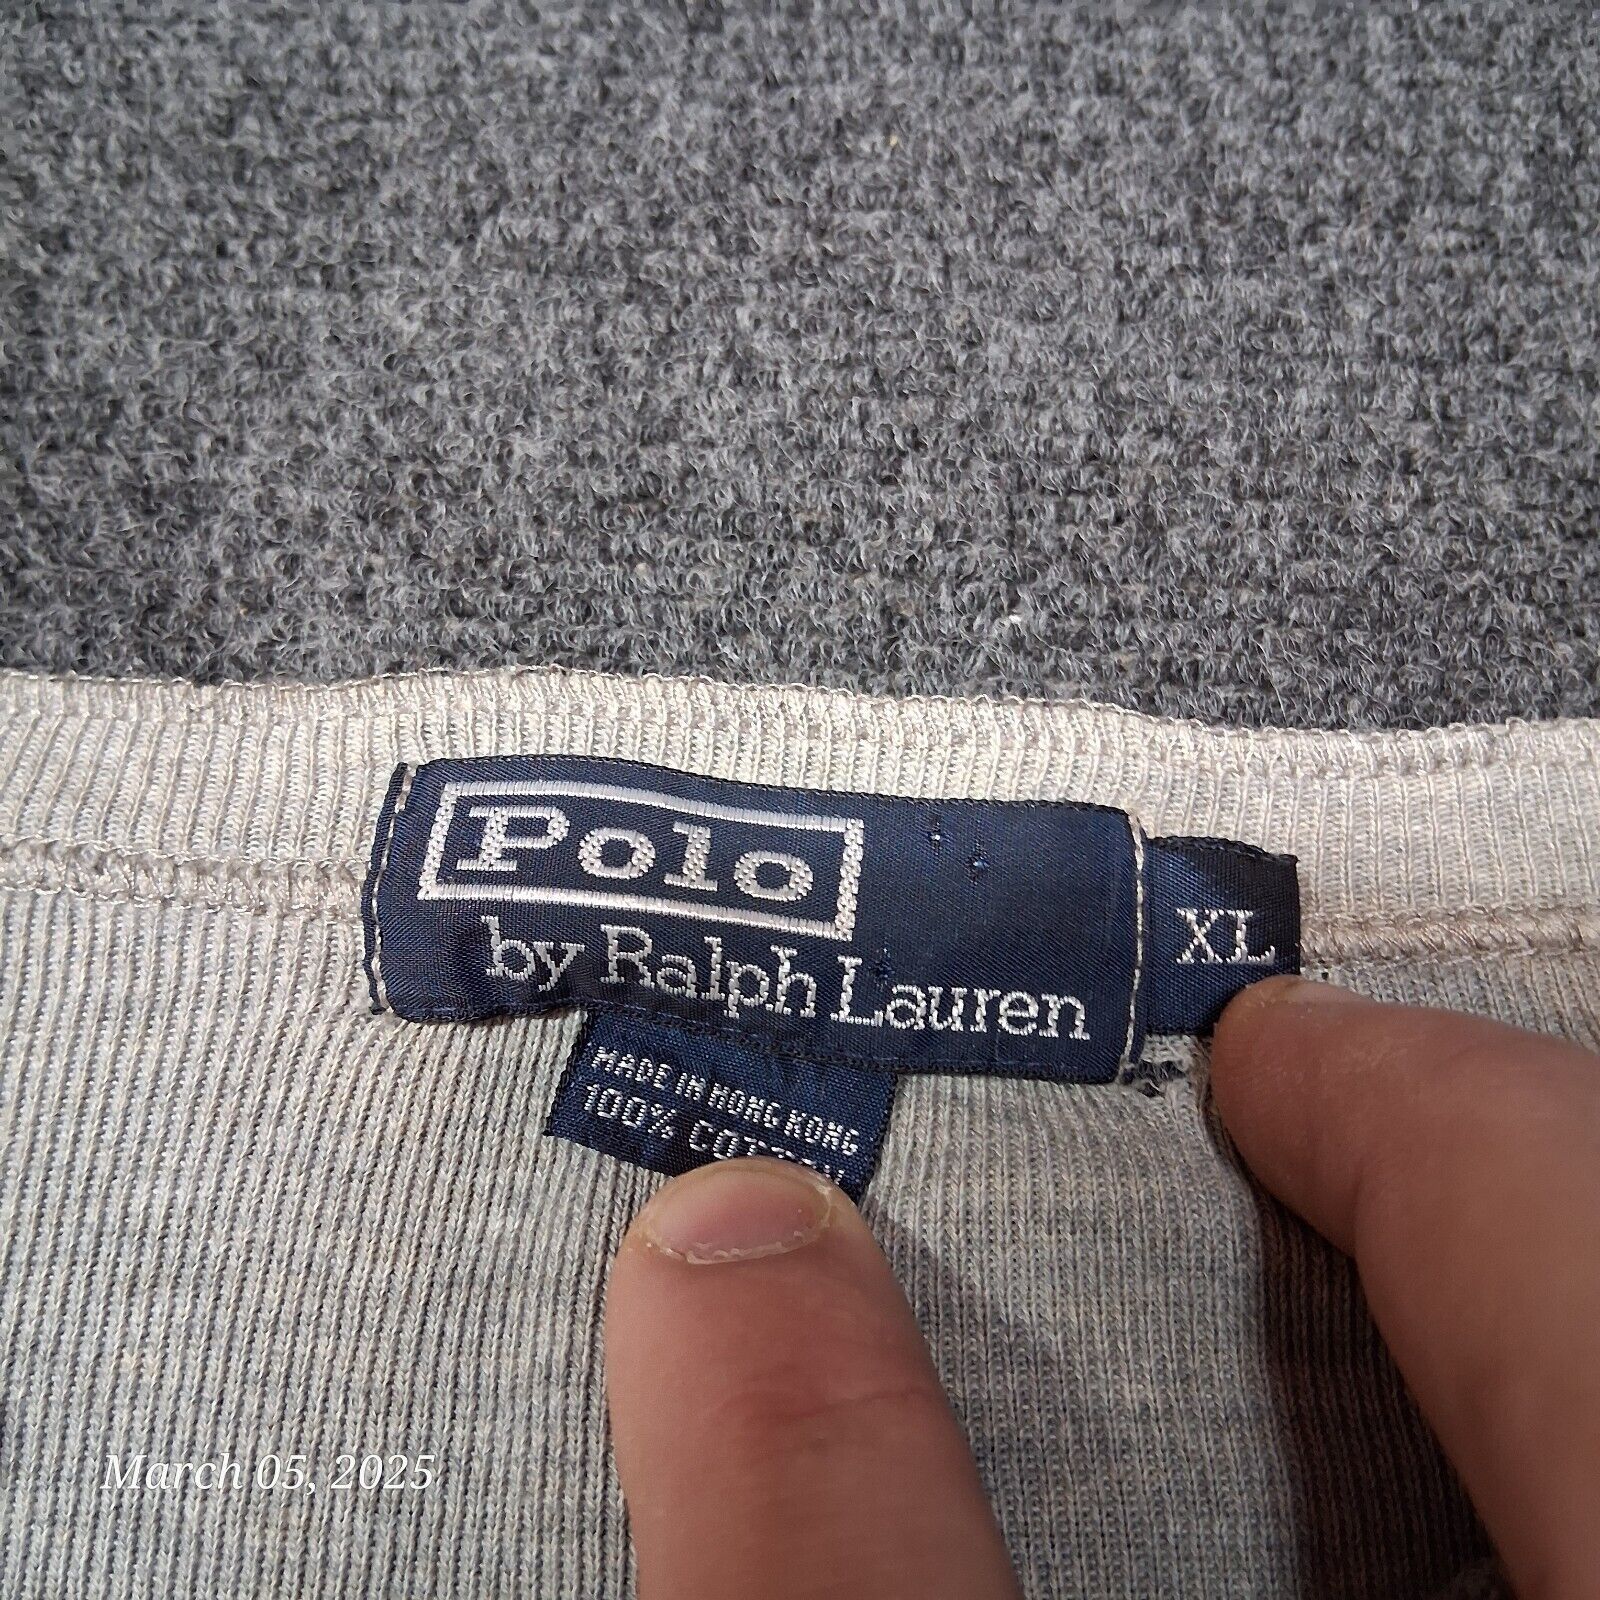 Polo
by Ralph Lauren
XL
MADE IN HONG KONG
100% COTTON
March 05, 2025